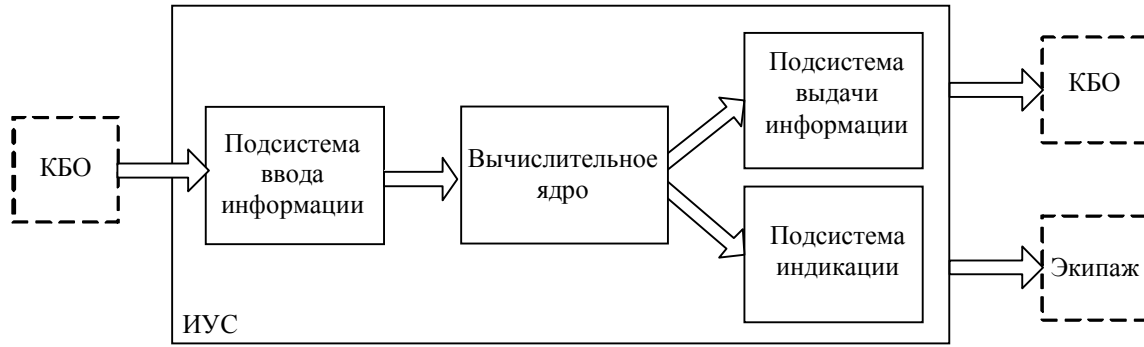 КБО
Подсистема
ввода
информации
Вычислительное
ядро
Подсистема
выдачи
информации
КБО
Подсистема
индикации
Экипаж
ИУС